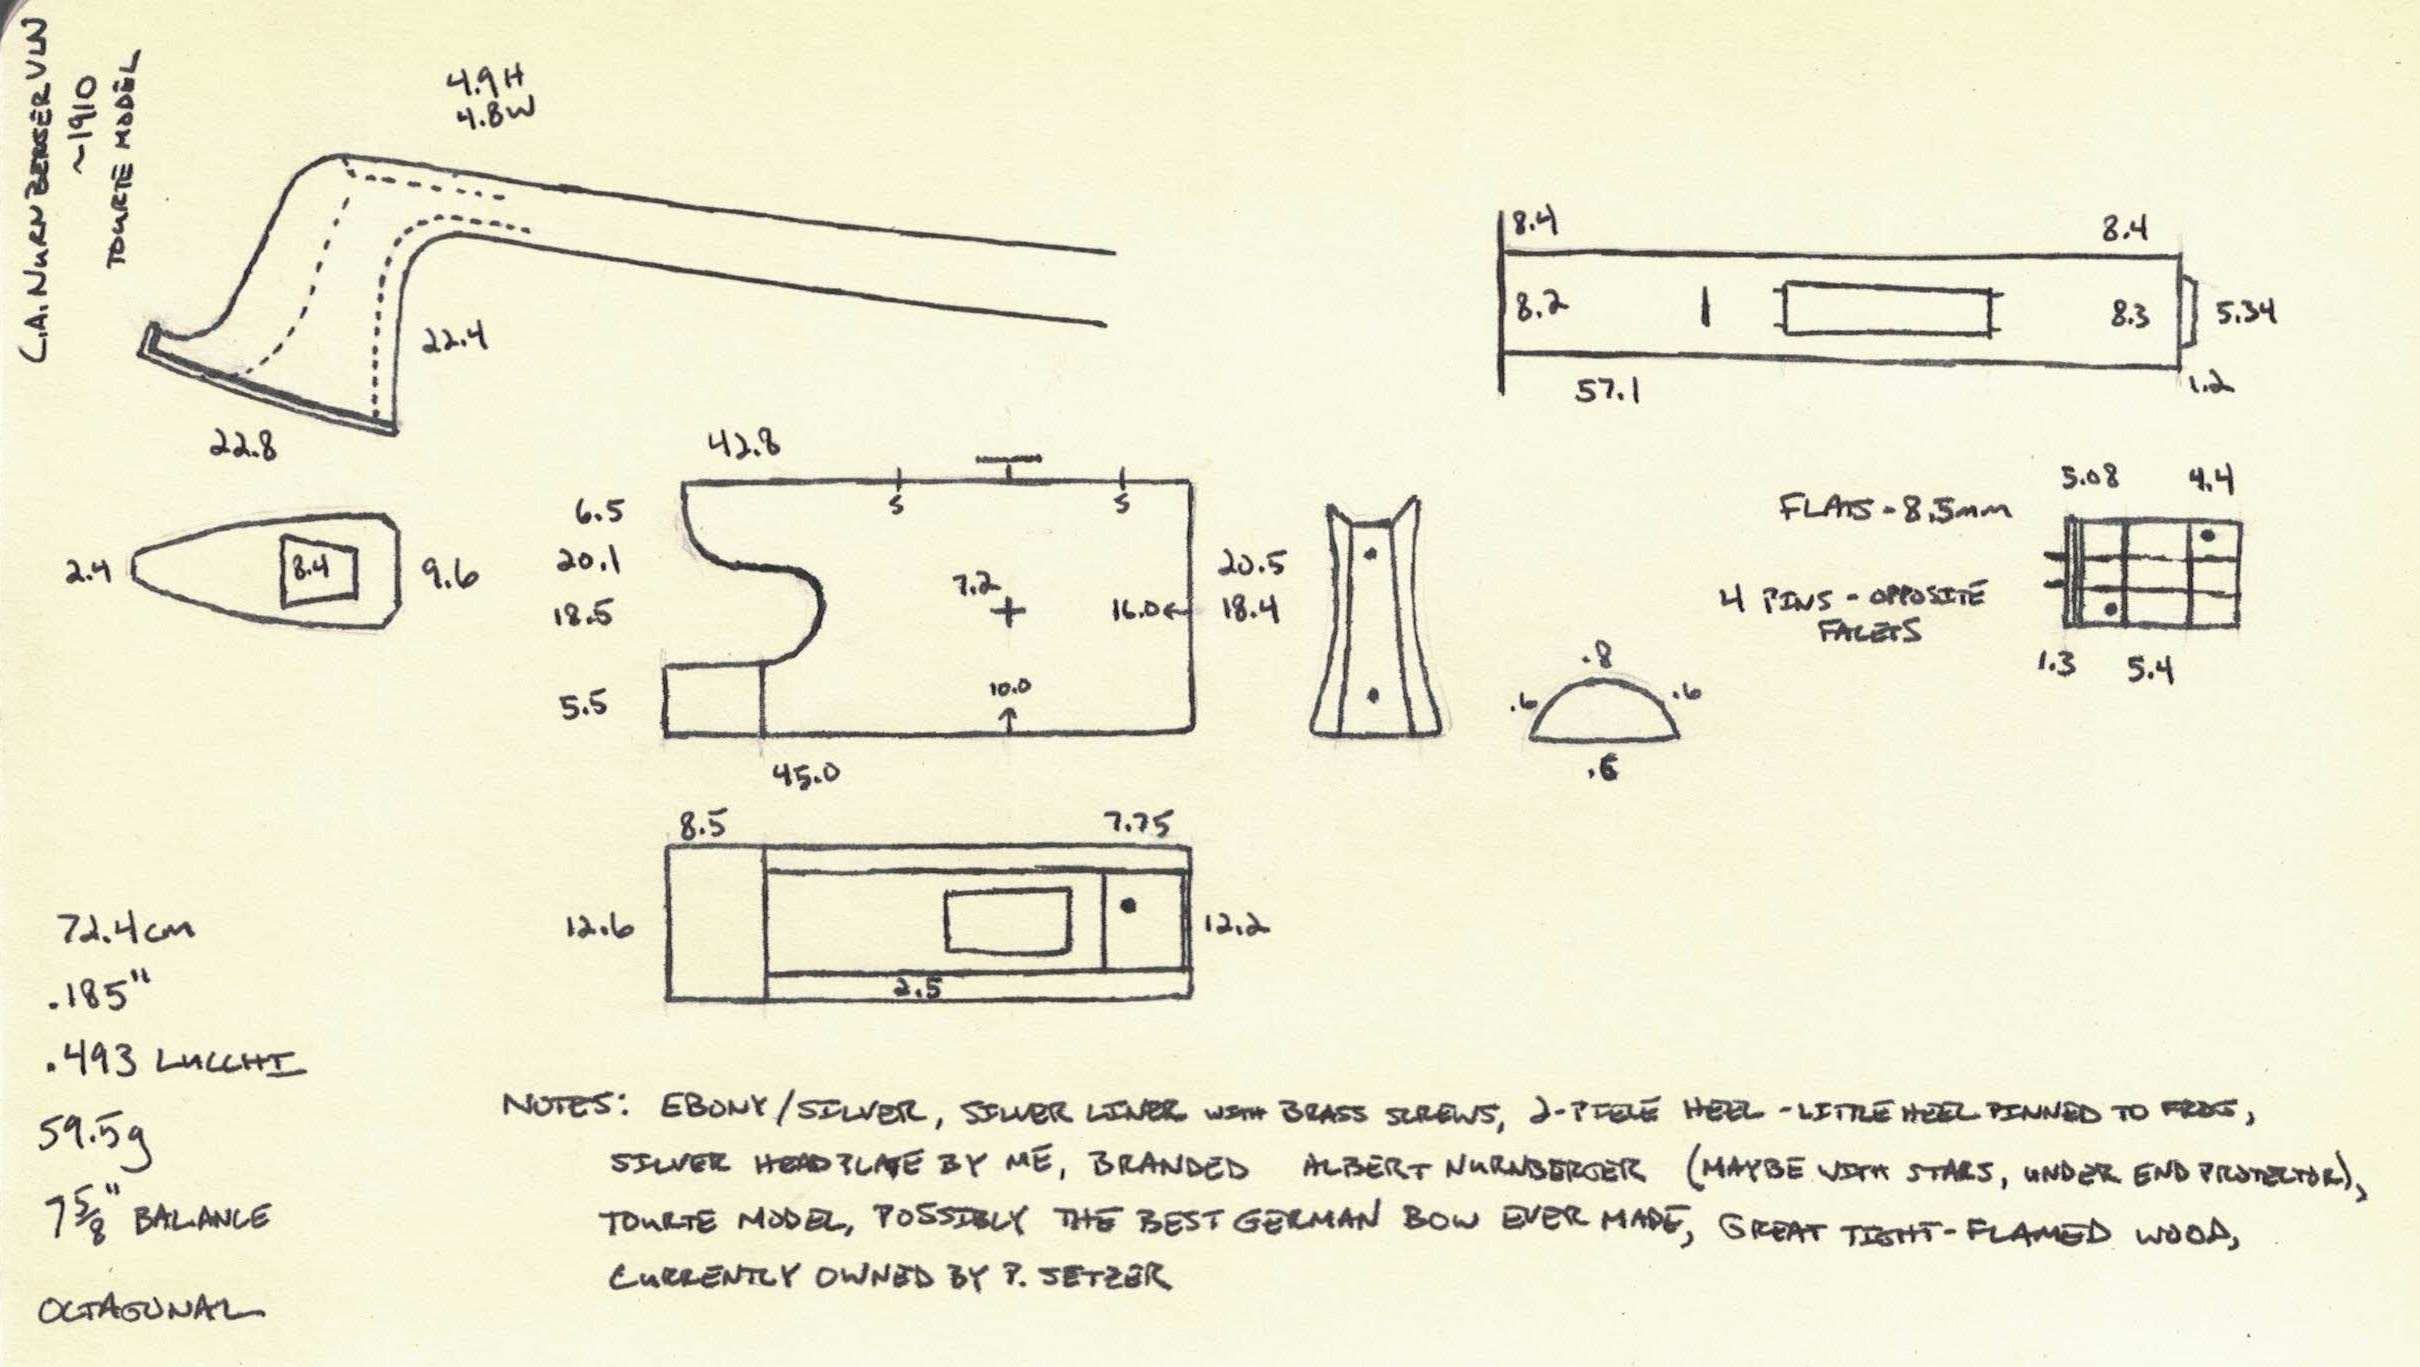 C.A. NURNBERGER VLN
~1910
TOURTE MODEL
4.9H
4.8W
22.4
22.8
8.4
8.4
8.2
8.3
5.34
57.1
1.2
2.4
8.4
9.6
42.8
6.5
20.1
18.5
5.5
5
5
7.2
16.0
20.5
18.4
10.0
45.0
FLATS - 8.5mm
4 PINS - OPPOSITE
FACETS
5.08
4.4
1.3
5.4
.8
.6
.6
8.5
7.75
12.6
12.2
2.5
72.4cm
.185"
.493 LUCCHI
59.5g
7 5/8" BALANCE
OCTAGONAL
NOTES: EBONY/SILVER, SILVER LINER WITH BRASS SCREWS, 2-PIECE HEEL - LITTLE HEEL PINNED TO FROG,
SILVER HEADPLATE BY ME, BRANDED ALBERT NURNBERGER (MAYBE WITH STARS, UNDER END PROTECTOR),
TOURTE MODEL, POSSIBLY THE BEST GERMAN BOW EVER MADE, GREAT TIGHT-FLAMED WOOD,
CURRENTLY OWNED BY P. SETZER